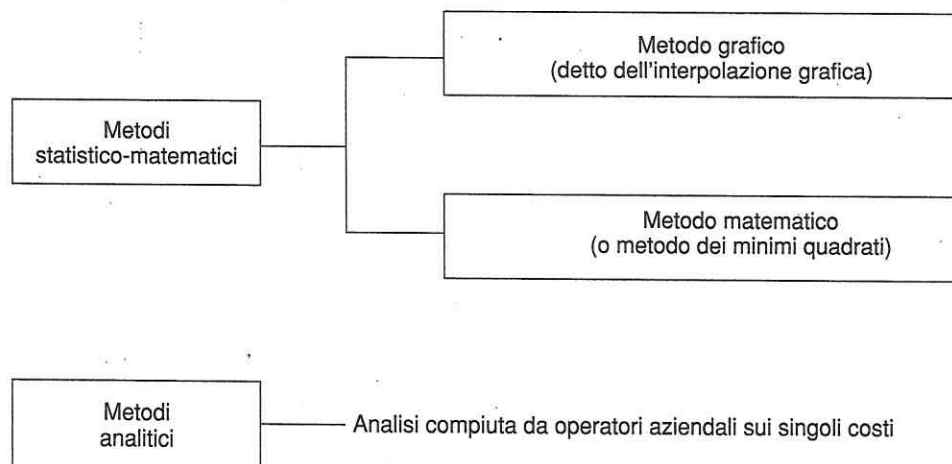 Metodo grafico
(detto dell'interpolazione grafica)
Metodi
statistico-matematici
Metodo matematico
(o metodo dei minimi quadrati)
Metodi
analitici
Analisi compiuta da operatori aziendali sui singoli costi